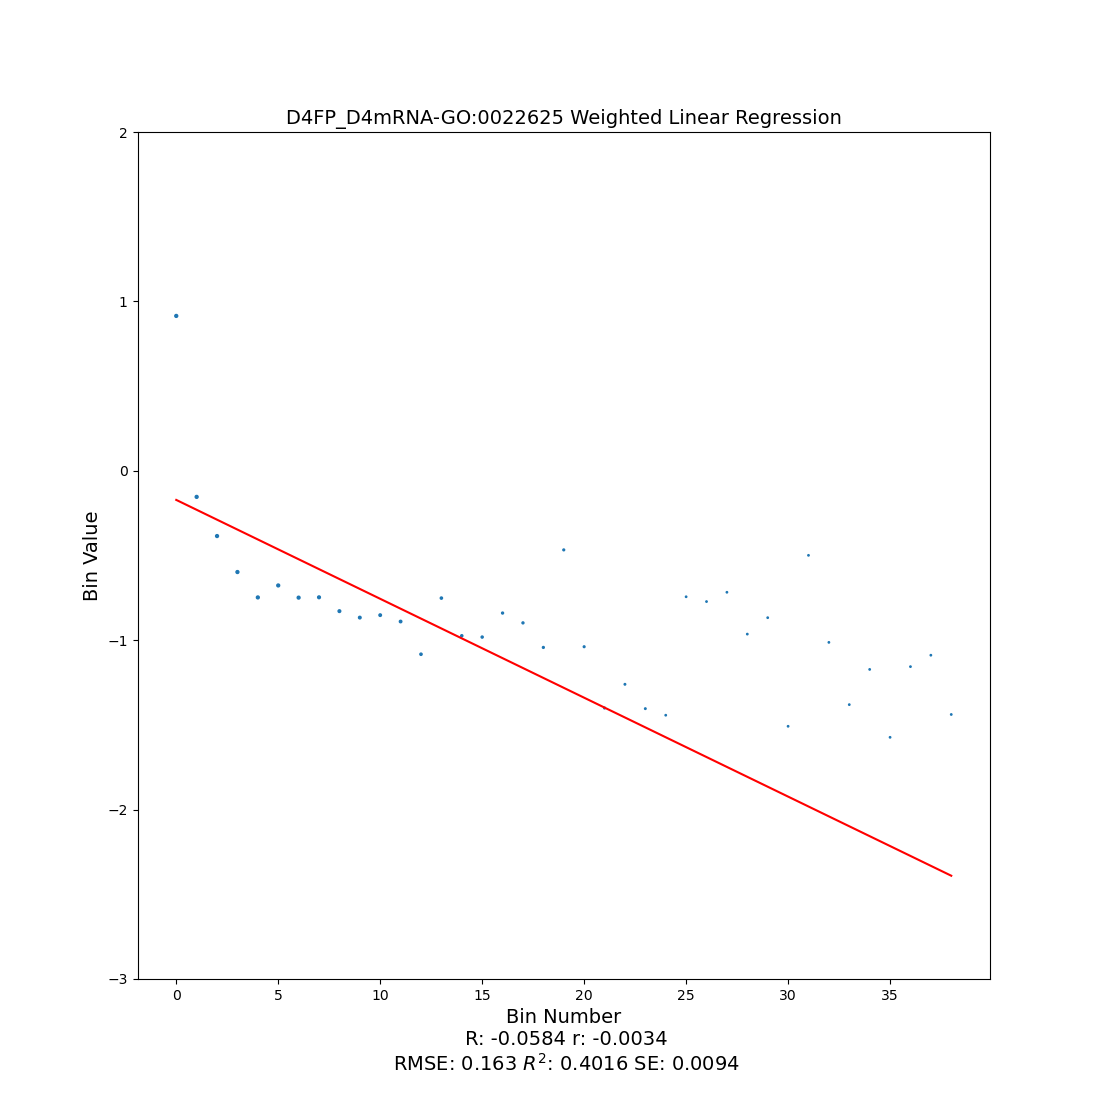 D4FP_D4mRNA-GO:0022625 Weighted Linear Regression
2
1
0
−1
−2
−3
Bin Value
0 5 10 15 20 25 30 35
Bin Number
R: -0.0584 r: -0.0034
RMSE: 0.163 R²: 0.4016 SE: 0.0094